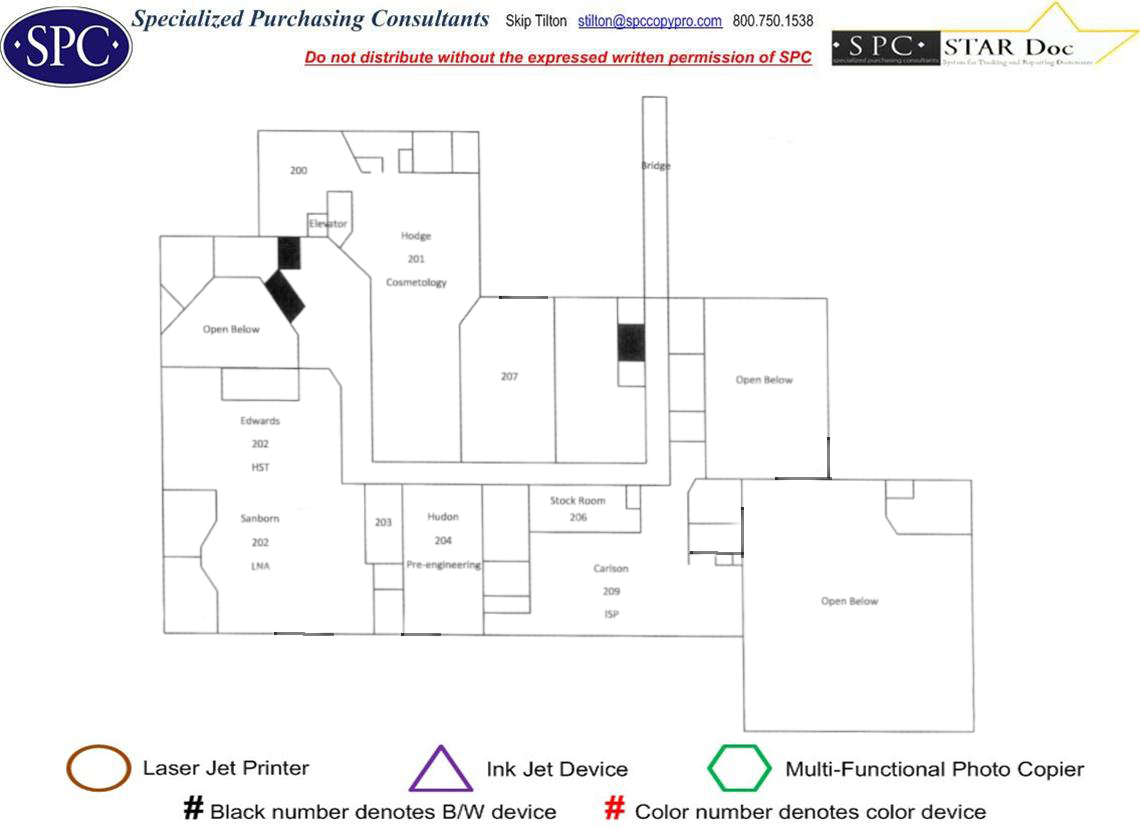 Specialized Purchasing Consultants Skip Tilton stilton@spccopypro.com 800.750.1538
·SPC·
Do not distribute without the expressed written permission of SPC
·SPC· STAR Doc
specialized purchasing consultants System for Tracking and Reporting Documents
Bridge
200
Elevator
Hodge
201
Cosmetology
Open Below
207
Open Below
Edwards
202
HST
Stock Room
206
Sanborn
202
LNA
203
Hudon
204
Pre-engineering
Carlson
209
ISP
Open Below
Laser Jet Printer
Ink Jet Device
Multi-Functional Photo Copier
# Black number denotes B/W device
# Color number denotes color device